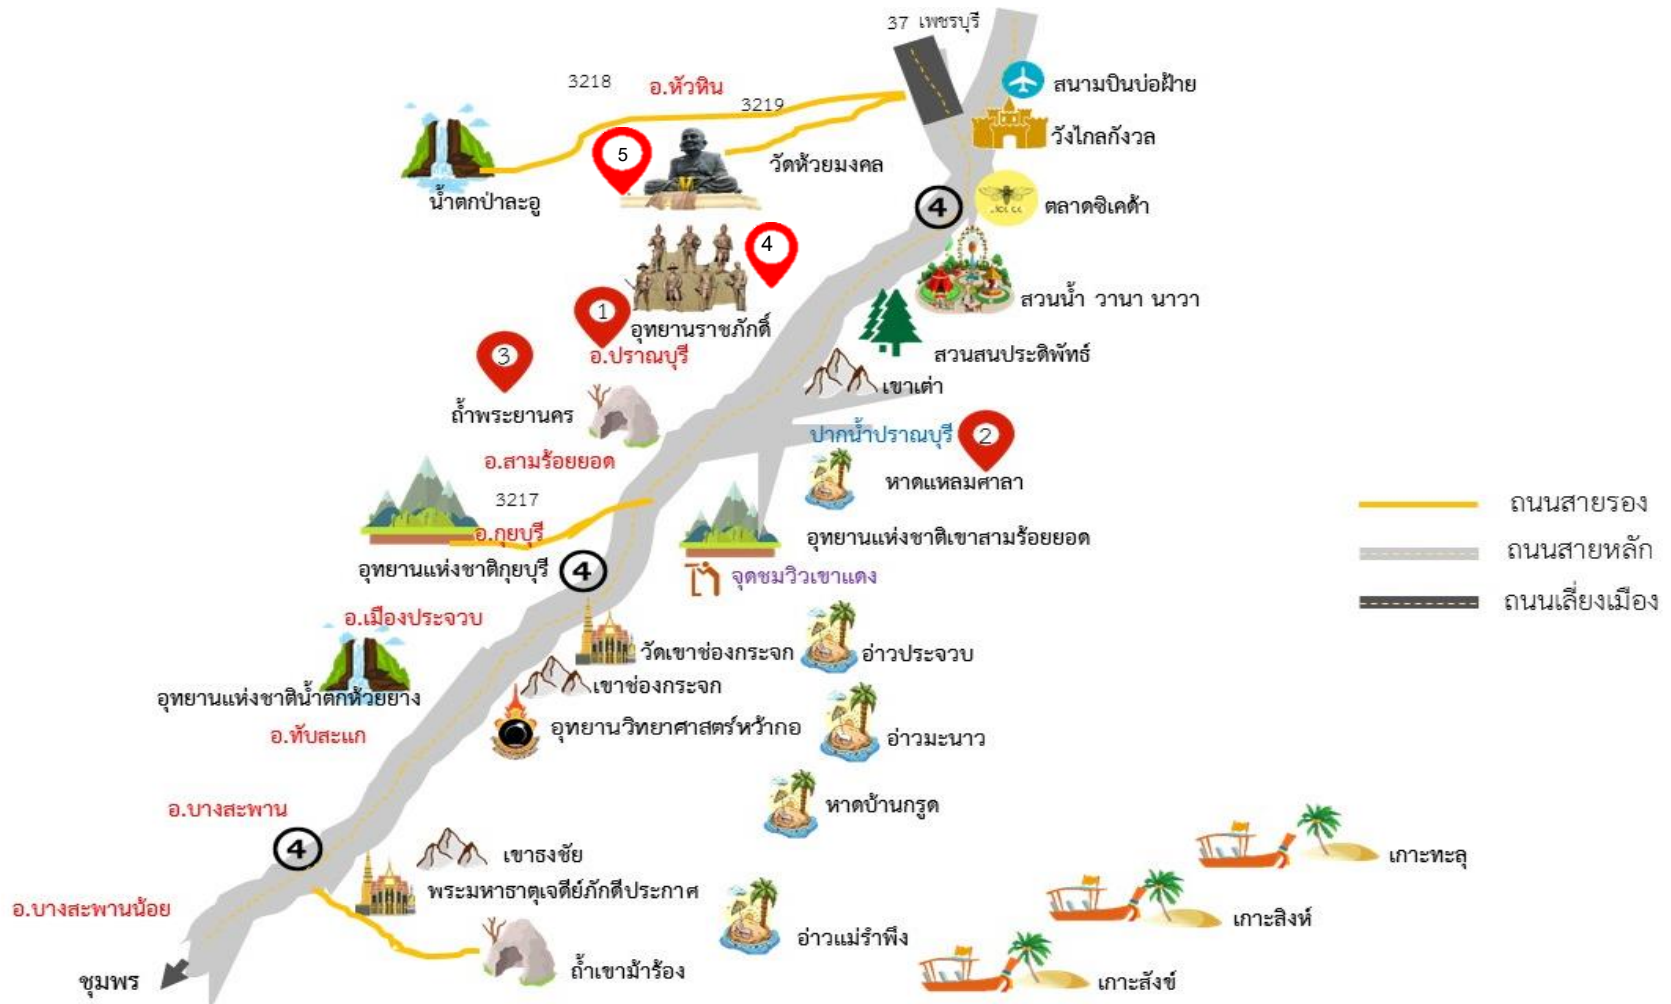 37 เพชรบุรี
3218
อ.หัวหิน
3219
สนามบินบ่อฝ้าย
วังไกลกังวล
5
วัดห้วยมงคล
น้ำตกป่าละอู
4
ตลาดซิเคด้า
4
สวนน้ำ วานา นาวา
1
อุทยานราชภักดิ์
อ.ปราณบุรี
3
สวนสนประดิพัทธ์
เขาเต่า
ถ้ำพระยานคร
ปากน้ำปราณบุรี
2
อ.สามร้อยยอด
หาดแหลมศาลา
3217
อ.กุยบุรี
อุทยานแห่งชาติเขาสามร้อยยอด
อุทยานแห่งชาติกุยบุรี
4
จุดชมวิวเขาแดง
ถนนสายรอง
ถนนสายหลัก
ถนนเลี่ยงเมือง
อ.เมืองประจวบ
วัดเขาช่องกระจก
อ่าวประจวบ
เขาช่องกระจก
อุทยานแห่งชาติน้ำตกห้วยยาง
อ.ทับสะแก
อุทยานวิทยาศาสตร์หว้ากอ
อ่าวมะนาว
อ.บางสะพาน
หาดบ้านกรูด
4
เขาธงชัย
เกาะทะลุ
พระมหาธาตุเจดีย์ภักดีประกาศ
อ.บางสะพานน้อย
เกาะสิงห์
อ่าวแม่รำพึง
ถ้ำเขาม้าร้อง
ชุมพร
เกาะสังข์